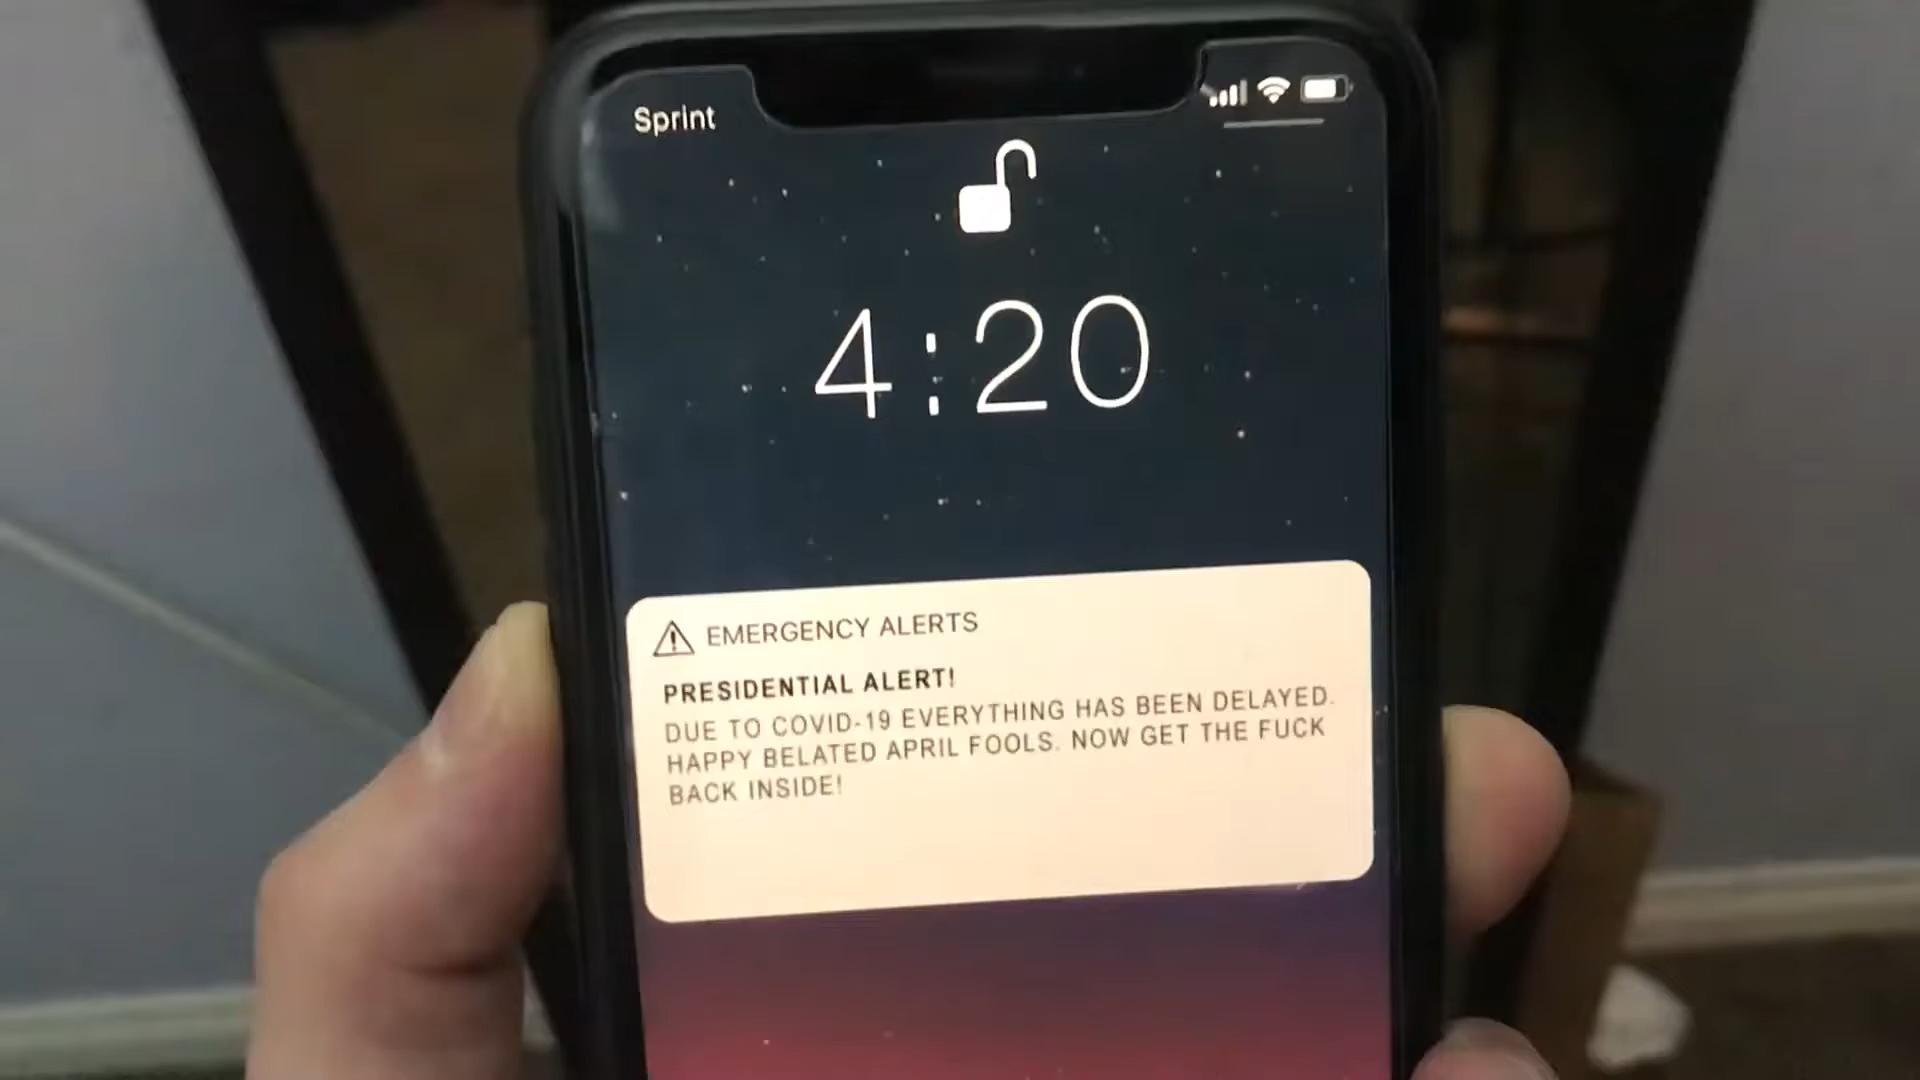 Sprint
4:20
EMERGENCY ALERTS
PRESIDENTIAL ALERT!
DUE TO COVID-19 EVERYTHING HAS BEEN DELAYED.
HAPPY BELATED APRIL FOOLS. NOW GET THE FUCK
BACK INSIDE!